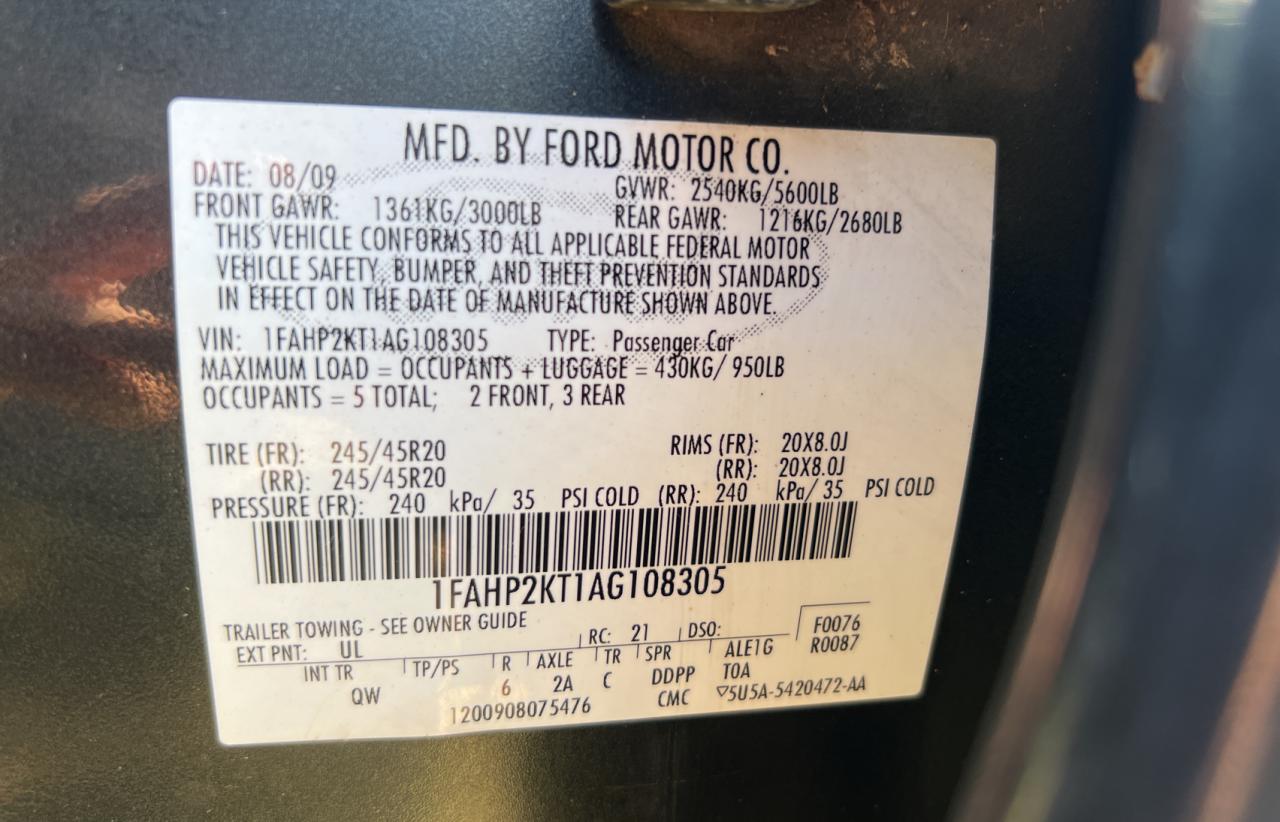 MFD. BY FORD MOTOR CO.
DATE: 08/09 GVWR: 2540KG/5600LB
FRONT GAWR: 1361KG/3000LB REAR GAWR: 1216KG/2680LB
THIS VEHICLE CONFORMS TO ALL APPLICABLE FEDERAL MOTOR
VEHICLE SAFETY, BUMPER, AND THEFT PREVENTION STANDARDS
IN EFFECT ON THE DATE OF MANUFACTURE SHOWN ABOVE.
VIN: 1FAHP2KT1AG108305 TYPE: Passenger Car
MAXIMUM LOAD = OCCUPANTS + LUGGAGE = 430KG/ 950LB
OCCUPANTS = 5 TOTAL; 2 FRONT, 3 REAR
TIRE (FR): 245/45R20 RIMS (FR): 20X8.0J
(RR): 245/45R20 (RR): 20X8.0J
PRESSURE (FR): 240 kPa/ 35 PSI COLD (RR): 240 kPa/ 35 PSI COLD
1FAHP2KT1AG108305
TRAILER TOWING - SEE OWNER GUIDE
EXT PNT: UL RC: 21 DSO: F0076
R0087
INT TR TP/PS R AXLE TR SPR ALE1G
QW 6 2A C DDPP TOA
1200908075476 CMC ▽5U5A-5420472-AA